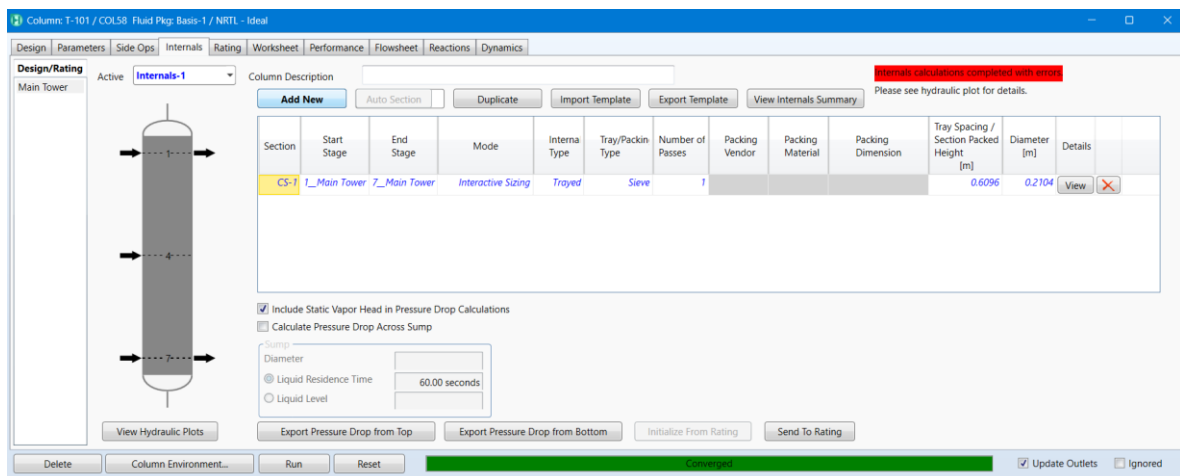 Column: T-101 / COL58 Fluid Pkg: Basis-1 / NRTL - Ideal
Design Parameters Side Ops Internals Rating Worksheet Performance Flowsheet Reactions Dynamics
Design/Rating
Main Tower
Active Internals-1
Column Description
Internals calculations completed with errors.
Please see hydraulic plot for details.
Add New Auto Section Duplicate Import Template Export Template View Internals Summary
Section Start Stage End Stage Mode Interna Type Tray/Packin Type Number of Passes Packing Vendor Packing Material Packing Dimension Tray Spacing / Section Packed Height [m] Diameter [m] Details
CS-1 1__Main Tower 7__Main Tower Interactive Sizing Trayed Sieve 1 0.6096 0.2104 View
1
4
7
Include Static Vapor Head in Pressure Drop Calculations
Calculate Pressure Drop Across Sump
Sump
Diameter
Liquid Residence Time 60.00 seconds
Liquid Level
View Hydraulic Plots Export Pressure Drop from Top Export Pressure Drop from Bottom Initialize From Rating Send To Rating
Delete Column Environment... Run Reset Converged Update Outlets Ignored